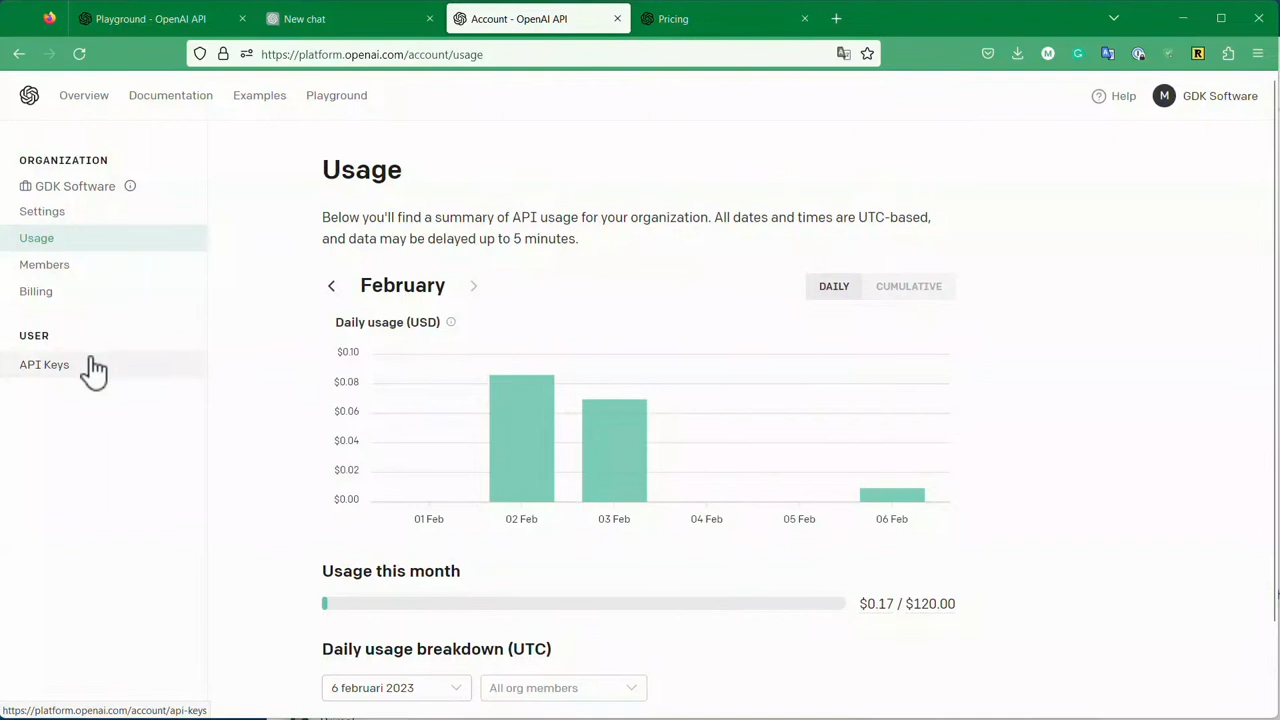 Playground - OpenAI API
New chat
Account - OpenAI API
Pricing
https://platform.openai.com/account/usage
Overview
Documentation
Examples
Playground
Help
M
GDK Software
ORGANIZATION
GDK Software
Settings
Usage
Members
Billing
USER
API Keys
Usage
Below you'll find a summary of API usage for your organization. All dates and times are UTC-based,
and data may be delayed up to 5 minutes.
February
DAILY
CUMULATIVE
Daily usage (USD)
$0.10
$0.08
$0.06
$0.04
$0.02
$0.00
01 Feb
02 Feb
03 Feb
04 Feb
05 Feb
06 Feb
Usage this month
$0.17 / $120.00
Daily usage breakdown (UTC)
6 februari 2023
All org members
https://platform.openai.com/account/api-keys